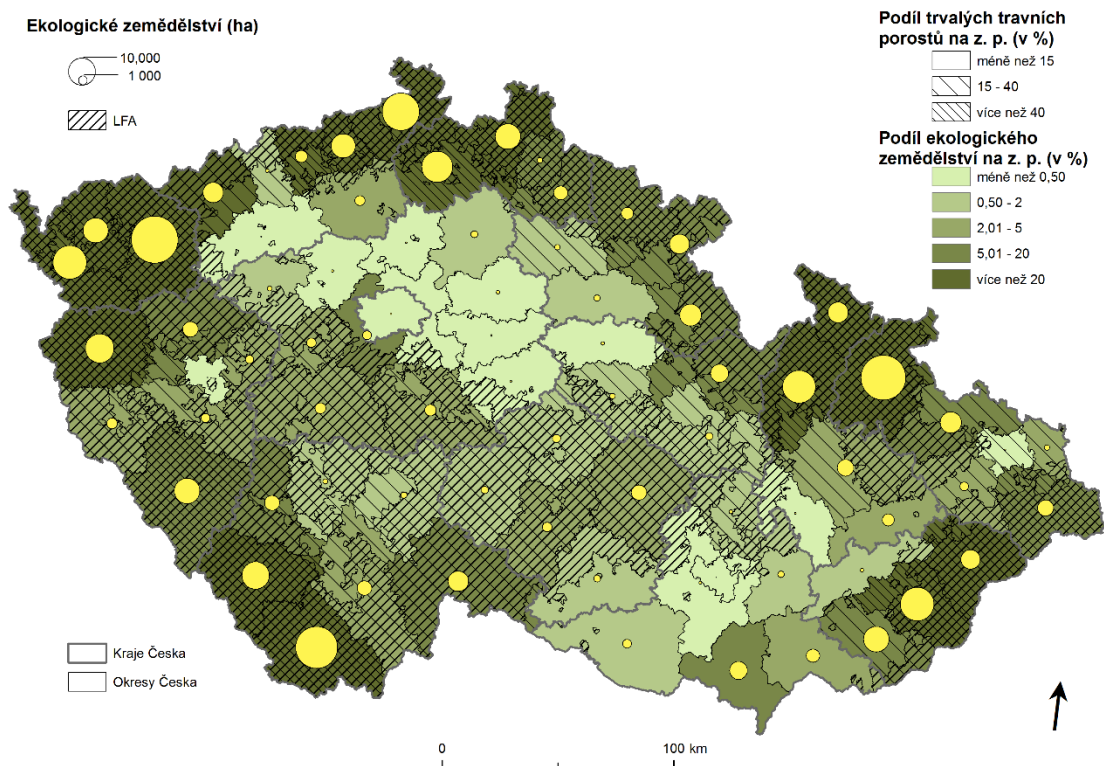 Ekologické zemědělství (ha)
10,000
1 000
LFA
Podíl trvalých travních
porostů na z. p. (v %)
méně než 15
15 - 40
více než 40
Podíl ekologického
zemědělství na z. p. (v %)
méně než 0,50
0,50 - 2
2,01 - 5
5,01 - 20
více než 20
Kraje Česka
Okresy Česka
0
100 km